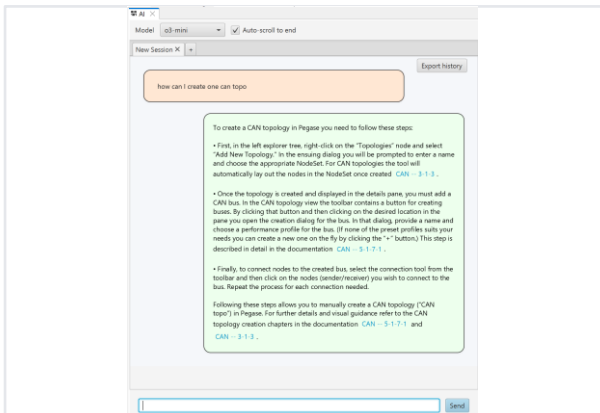 AI ×
Model o3-mini Auto-scroll to end
New Session × +
Export history
how can I create one can topo
To create a CAN topology in Pegase you need to follow these steps:
• First, in the left explorer tree, right-click on the "Topologies" node and select
"Add New Topology." In the ensuing dialog you will be prompted to enter a name
and choose the appropriate NodeSet. For CAN topologies the tool will
automatically lay out the nodes in the NodeSet once created CAN -- 3-1-3 .
• Once the topology is created and displayed in the details pane, you must add a
CAN bus. In the CAN topology view the toolbar contains a button for creating
buses. By clicking that button and then clicking on the desired location in the
pane you open the creation dialog for the bus. In that dialog, provide a name and
choose a performance profile for the bus. (If none of the preset profiles suits your
needs you can create a new one on the fly by clicking the "+" button.) This step is
described in detail in the documentation CAN -- 5-1-7-1 .
• Finally, to connect nodes to the created bus, select the connection tool from the
toolbar and then click on the nodes (sender/receiver) you wish to connect to the
bus. Repeat the process for each connection needed.
Following these steps allows you to manually create a CAN topology ("CAN
topo") in Pegase. For further details and visual guidance refer to the CAN
topology creation chapters in the documentation CAN -- 5-1-7-1 and
CAN -- 3-1-3 .
Send